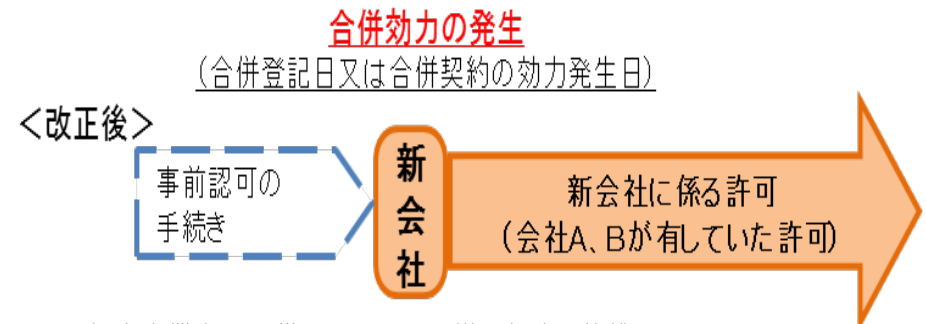 合併効力の発生
(合併登記日又は合併契約の効力発生日)
<改正後>
事前認可の
手続き
新会社
新会社に係る許可
(会社A、Bが有していた許可)